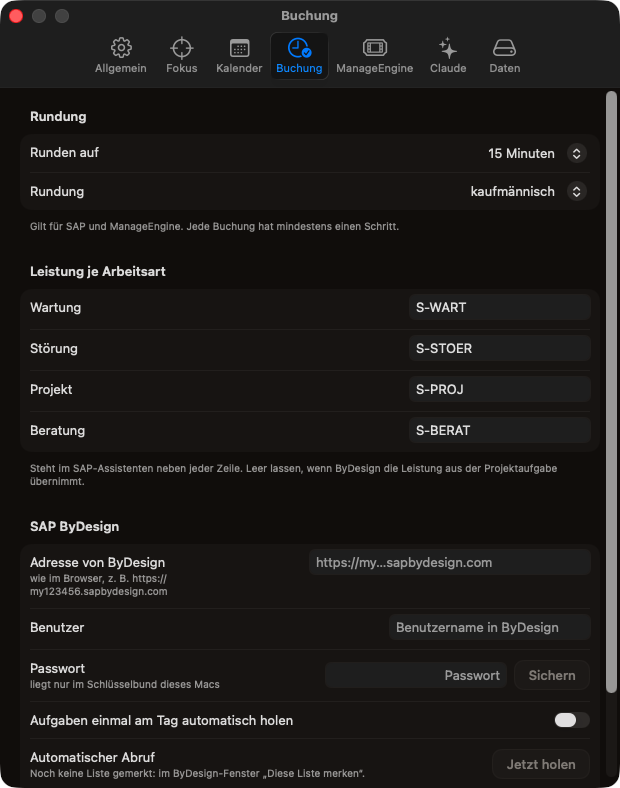 Buchung
Allgemein Fokus Kalender Buchung ManageEngine Claude Daten
Rundung
Runden auf 15 Minuten
Rundung kaufmännisch
Gilt für SAP und ManageEngine. Jede Buchung hat mindestens einen Schritt.
Leistung je Arbeitsart
Wartung S-WART
Störung S-STOER
Projekt S-PROJ
Beratung S-BERAT
Steht im SAP-Assistenten neben jeder Zeile. Leer lassen, wenn ByDesign die Leistung aus der Projektaufgabe
übernimmt.
SAP ByDesign
Adresse von ByDesign https://my...sapbydesign.com
wie im Browser, z. B. https://
my123456.sapbydesign.com
Benutzer Benutzername in ByDesign
Passwort Passwort Sichern
liegt nur im Schlüsselbund dieses Macs
Aufgaben einmal am Tag automatisch holen
Automatischer Abruf Jetzt holen
Noch keine Liste gemerkt: im ByDesign-Fenster „Diese Liste merken“.